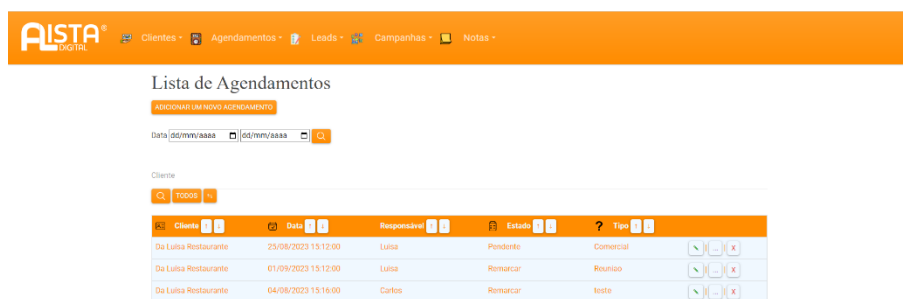 ALISTA®
DIGITAL
Clientes Agendamentos Leads Campanhas Notas
Lista de Agendamentos
ADICIONAR UM NOVO AGENDAMENTO
Data dd/mm/aaaa dd/mm/aaaa
Cliente
TODOS ↑↓
Cliente ↑ ↓ Data ↑ ↓ Responsável ↑ ↓ Estado ↑ ↓ ? Tipo ↑ ↓
Da Luisa Restaurante 25/08/2023 15:12:00 Luisa Pendente Comercial | ... | X
Da Luisa Restaurante 01/09/2023 15:12:00 Luisa Remarcar Reuniao | ... | X
Da Luisa Restaurante 04/08/2023 15:16:00 Carlos Remarcar teste | ... | X